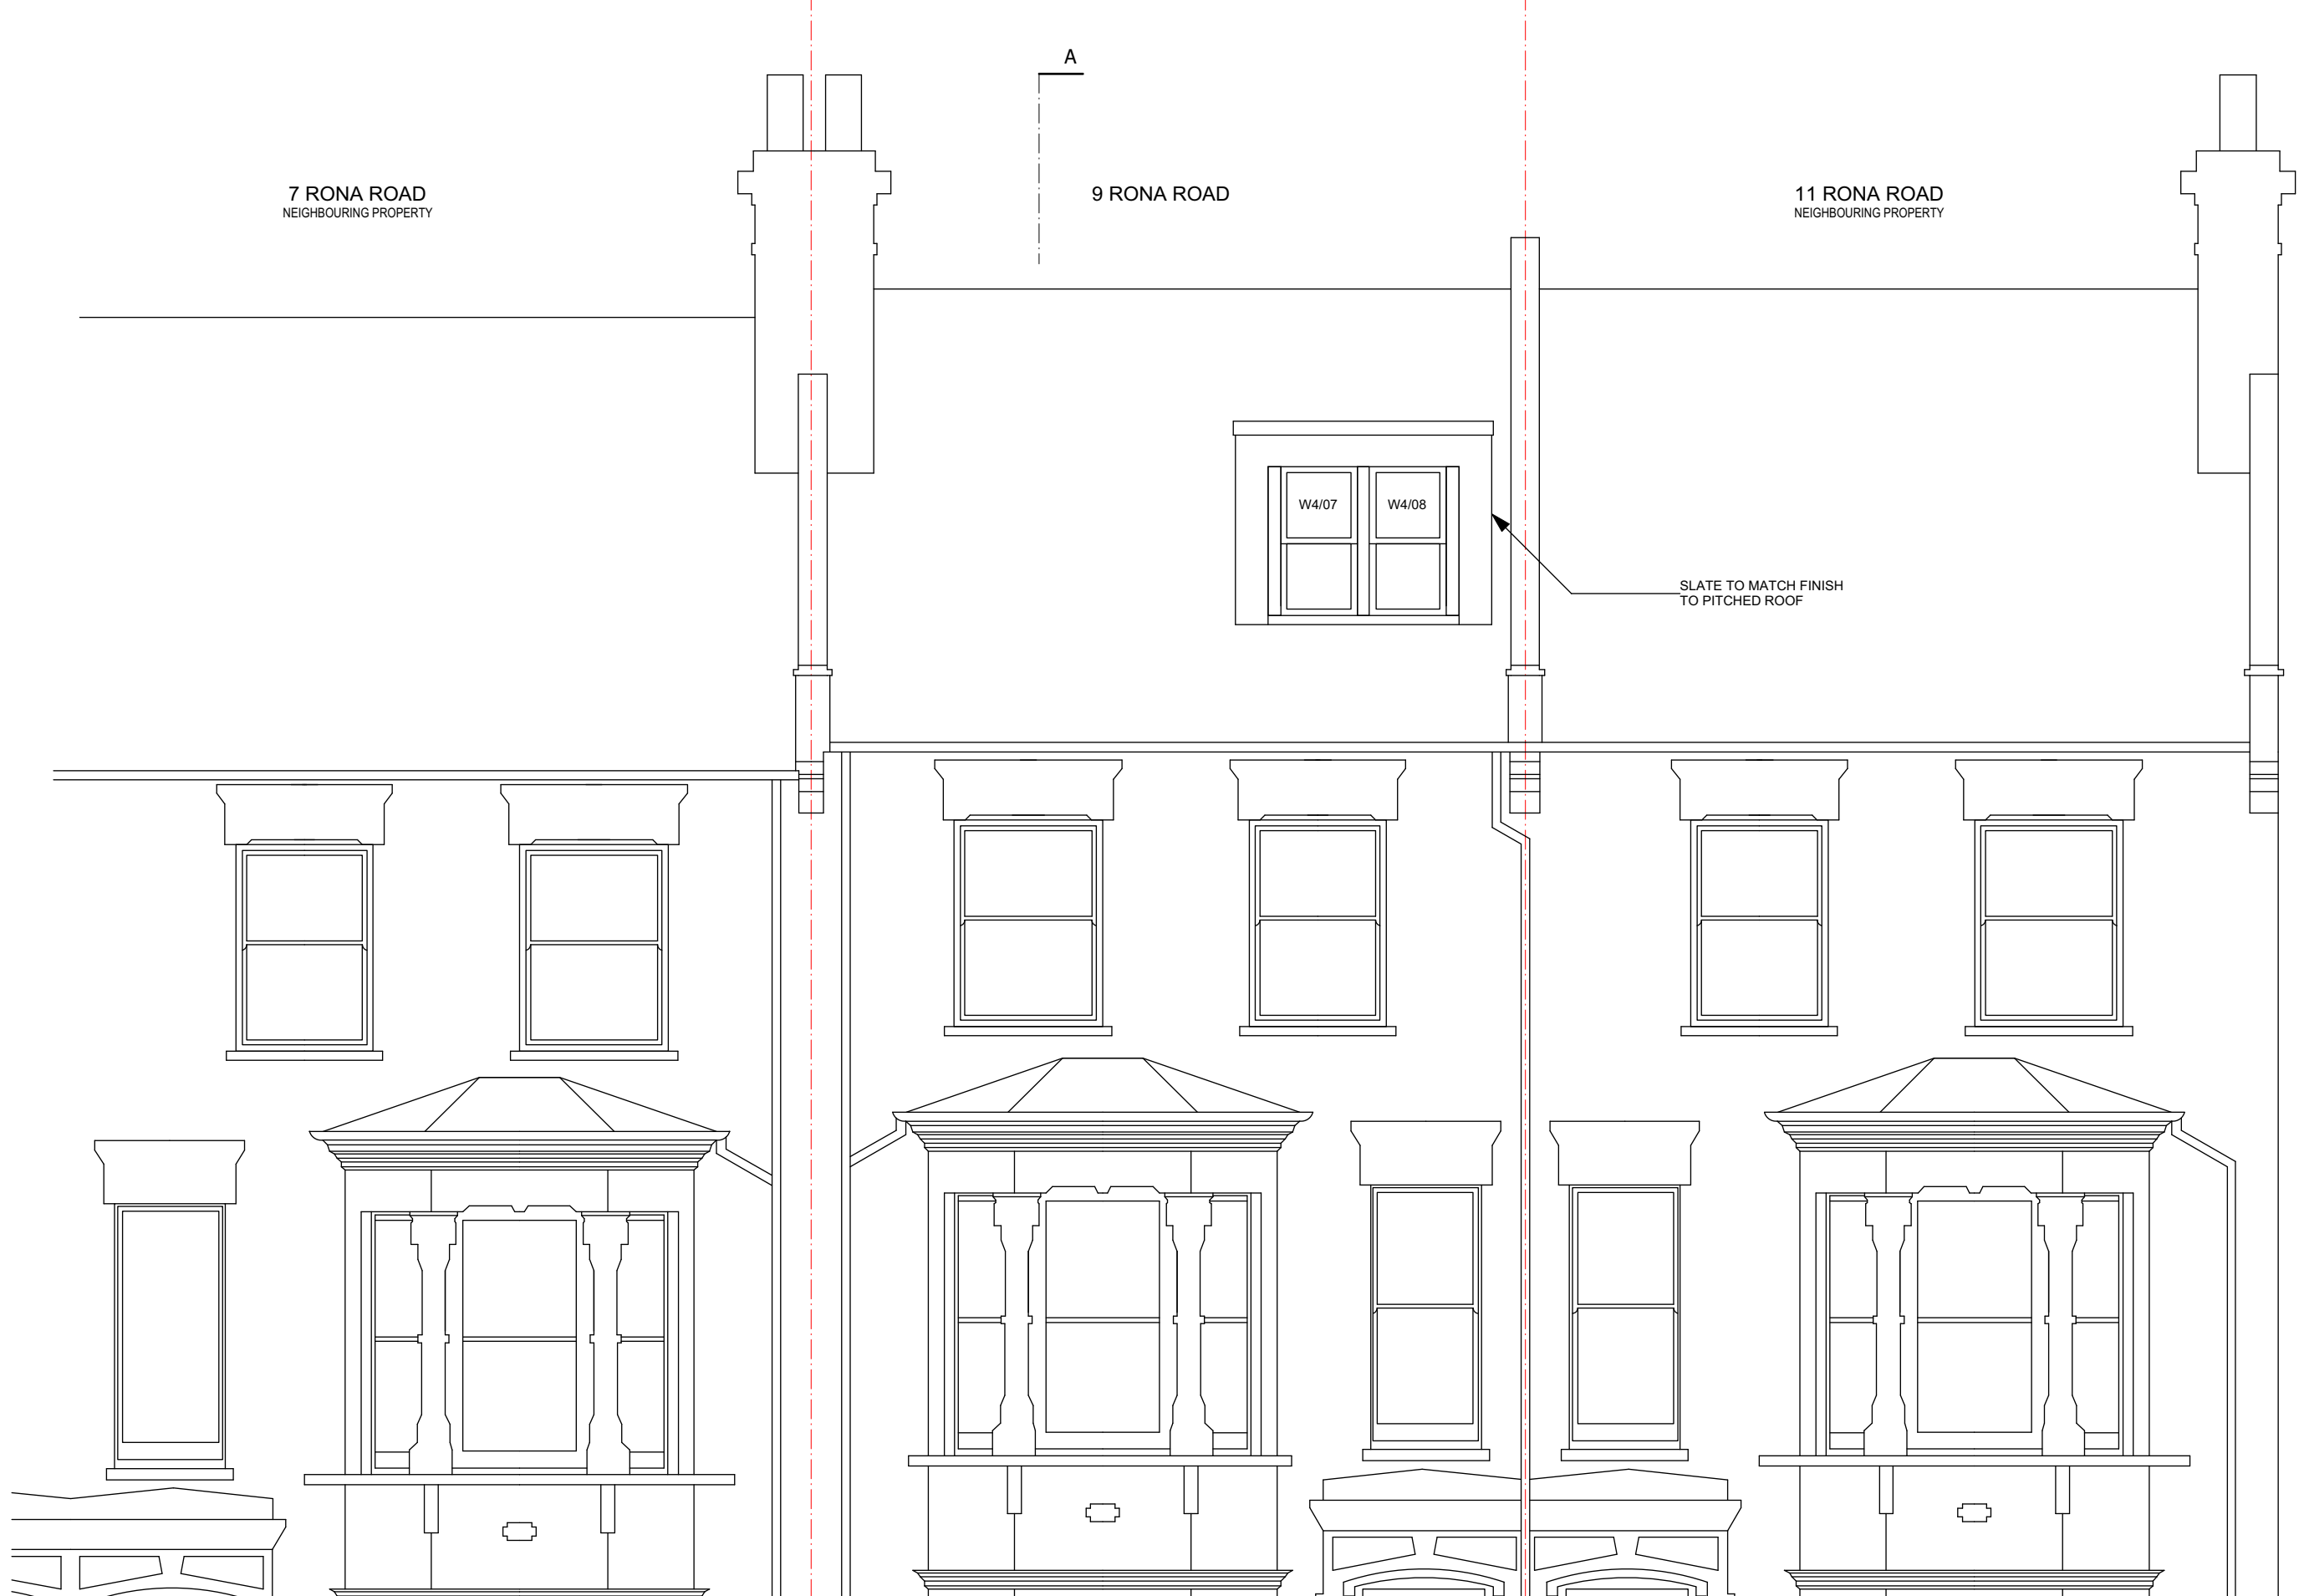 A
7 RONA ROAD
NEIGHBOURING PROPERTY
9 RONA ROAD
11 RONA ROAD
NEIGHBOURING PROPERTY
W4/07
W4/08
SLATE TO MATCH FINISH
TO PITCHED ROOF